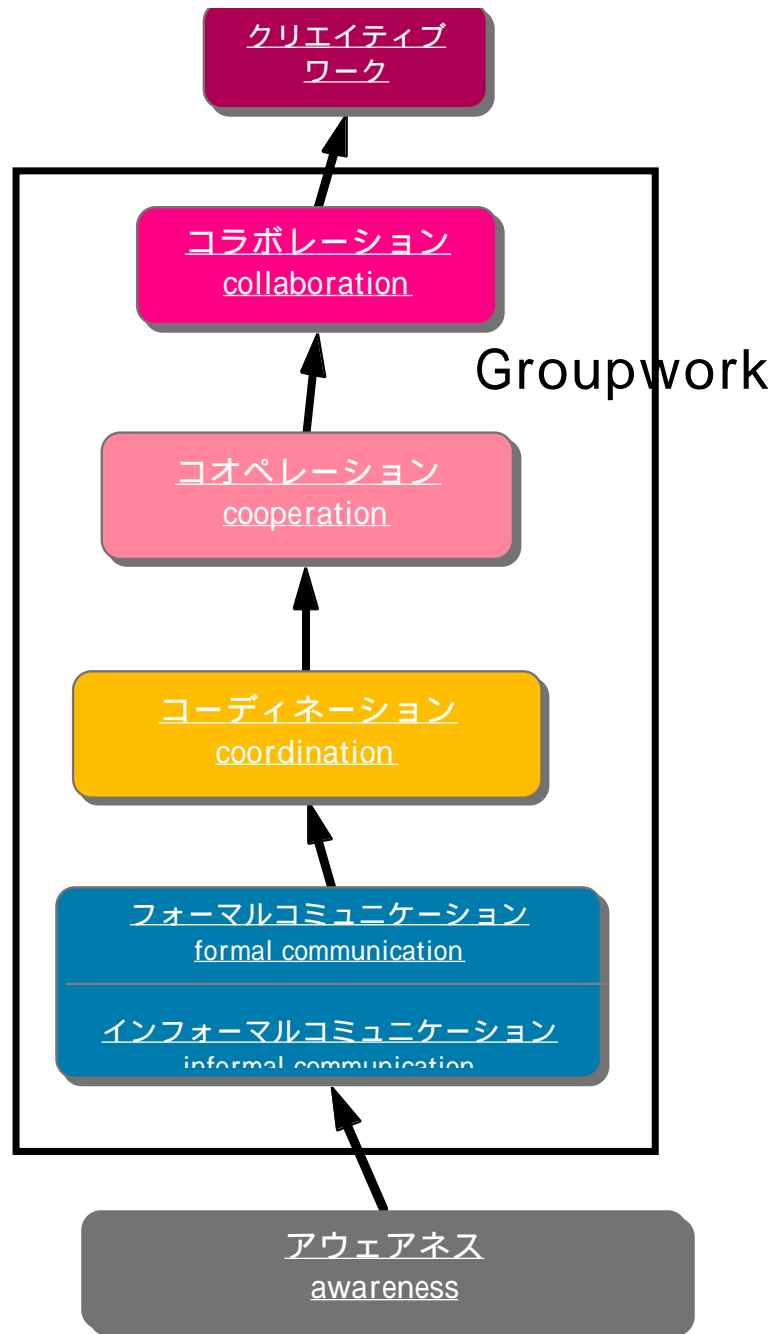 クリエイティブ
ワーク
コラボレーション
collaboration
Groupwork
コオペレーション
cooperation
コーディネーション
coordination
フォーマルコミュニケーション
formal communication
インフォーマルコミュニケーション
informal communication
アウェアネス
awareness